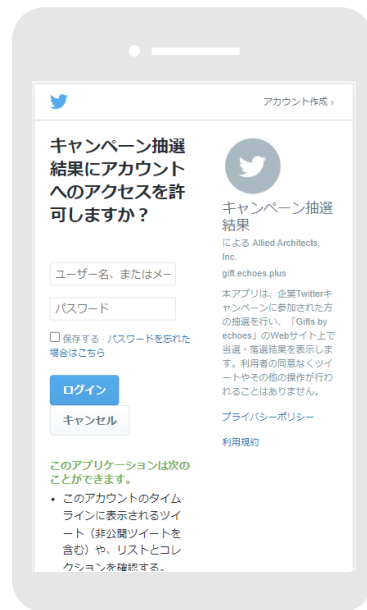 アカウント作成 ›
キャンペーン抽選
結果にアカウント
へのアクセスを許
可しますか？
ユーザー名、またはメー
パスワード
保存する · パスワードを忘れた
場合はこちら
ログイン
キャンセル
このアプリケーションは次の
ことができます。
• このアカウントのタイム
ラインに表示されるツイ
ート（非公開ツイートを
含む）や、リストとコレ
クションを確認する。
キャンペーン抽選
結果
による Allied Architects,
Inc.
gift.echoes.plus
本アプリは、企業Twitterキ
ャンペーンに参加された方
の抽選を行い、「Gifts by
echoes」のWebサイト上で
当選・落選結果を表示しま
す。利用者の同意なくツイ
ートやその他の操作が行わ
れることはありません。
プライバシーポリシー
利用規約